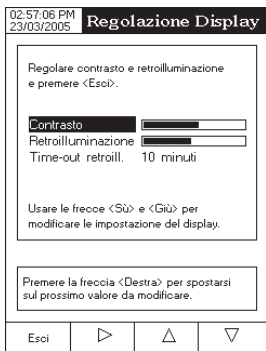 02:57:06 PM
23/03/2005
Regolazione Display
Regolare contrasto e retroilluminazione
e premere <Esci>.
Contrasto
Retroilluminazione
Time-out retroill. 10 minuti
Usare le frecce <Sù> e <Giù> per
modificare le impostazione del display.
Premere la freccia <Destra> per spostarsi
sul prossimo valore da modificare.
Esci